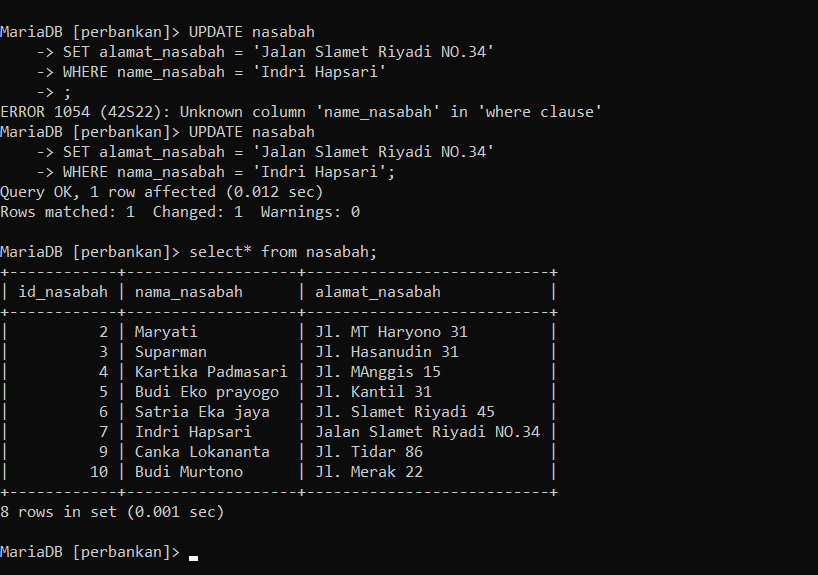 MariaDB [perbankan]> UPDATE nasabah
    -> SET alamat_nasabah = 'Jalan Slamet Riyadi NO.34'
    -> WHERE name_nasabah = 'Indri Hapsari'
    -> ;
ERROR 1054 (42S22): Unknown column 'name_nasabah' in 'where clause'
MariaDB [perbankan]> UPDATE nasabah
    -> SET alamat_nasabah = 'Jalan Slamet Riyadi NO.34'
    -> WHERE nama_nasabah = 'Indri Hapsari';
Query OK, 1 row affected (0.012 sec)
Rows matched: 1  Changed: 1  Warnings: 0

MariaDB [perbankan]> select* from nasabah;
+------------+-------------------+---------------------------+
| id_nasabah | nama_nasabah      | alamat_nasabah            |
+------------+-------------------+---------------------------+
|          2 | Maryati           | Jl. MT Haryono 31         |
|          3 | Suparman          | Jl. Hasanudin 31          |
|          4 | Kartika Padmasari | Jl. MAnggis 15            |
|          5 | Budi Eko prayogo  | Jl. Kantil 31             |
|          6 | Satria Eka jaya   | Jl. Slamet Riyadi 45      |
|          7 | Indri Hapsari     | Jalan Slamet Riyadi NO.34 |
|          9 | Canka Lokananta   | Jl. Tidar 86              |
|         10 | Budi Murtono      | Jl. Merak 22              |
+------------+-------------------+---------------------------+
8 rows in set (0.001 sec)

MariaDB [perbankan]> _